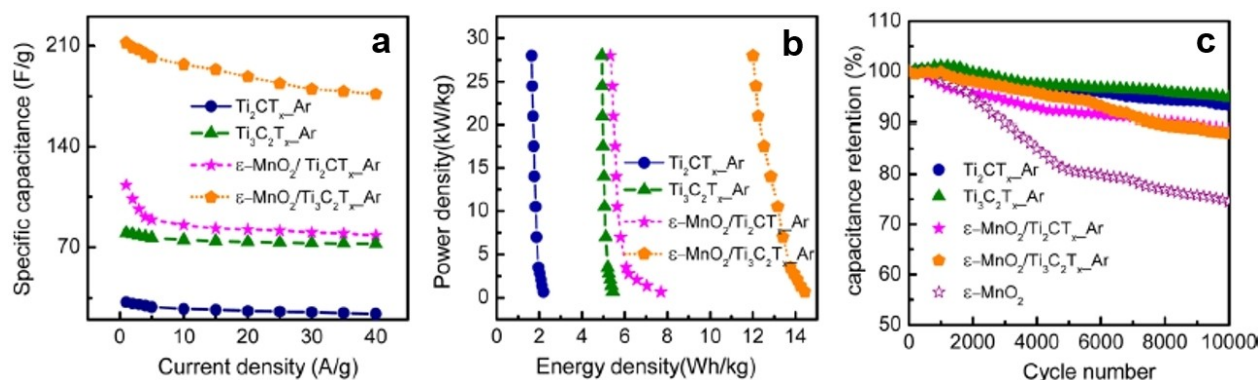 a
Specific capacitance (F/g)
210
140
70
Ti₂CTₓ_Ar
Ti₃C₂Tₓ_Ar
ε-MnO₂/ Ti₂CTₓ_Ar
ε-MnO₂/Ti₃C₂Tₓ_Ar
0 10 20 30 40
Current density (A/g)
b
Power density(kW/kg)
30
25
20
15
10
5
0
Ti₂CTₓ_Ar
Ti₃C₂Tₓ_Ar
ε-MnO₂/Ti₂CTₓ_Ar
ε-MnO₂/Ti₃C₂Tₓ_Ar
0 2 4 6 8 10 12 14
Energy density(Wh/kg)
c
capacitance retention (%)
110
100
90
80
70
60
50
Ti₂CTₓ_Ar
Ti₃C₂Tₓ_Ar
ε-MnO₂/Ti₂CTₓ_Ar
ε-MnO₂/Ti₃C₂Tₓ_Ar
ε-MnO₂
0 2000 4000 6000 8000 10000
Cycle number